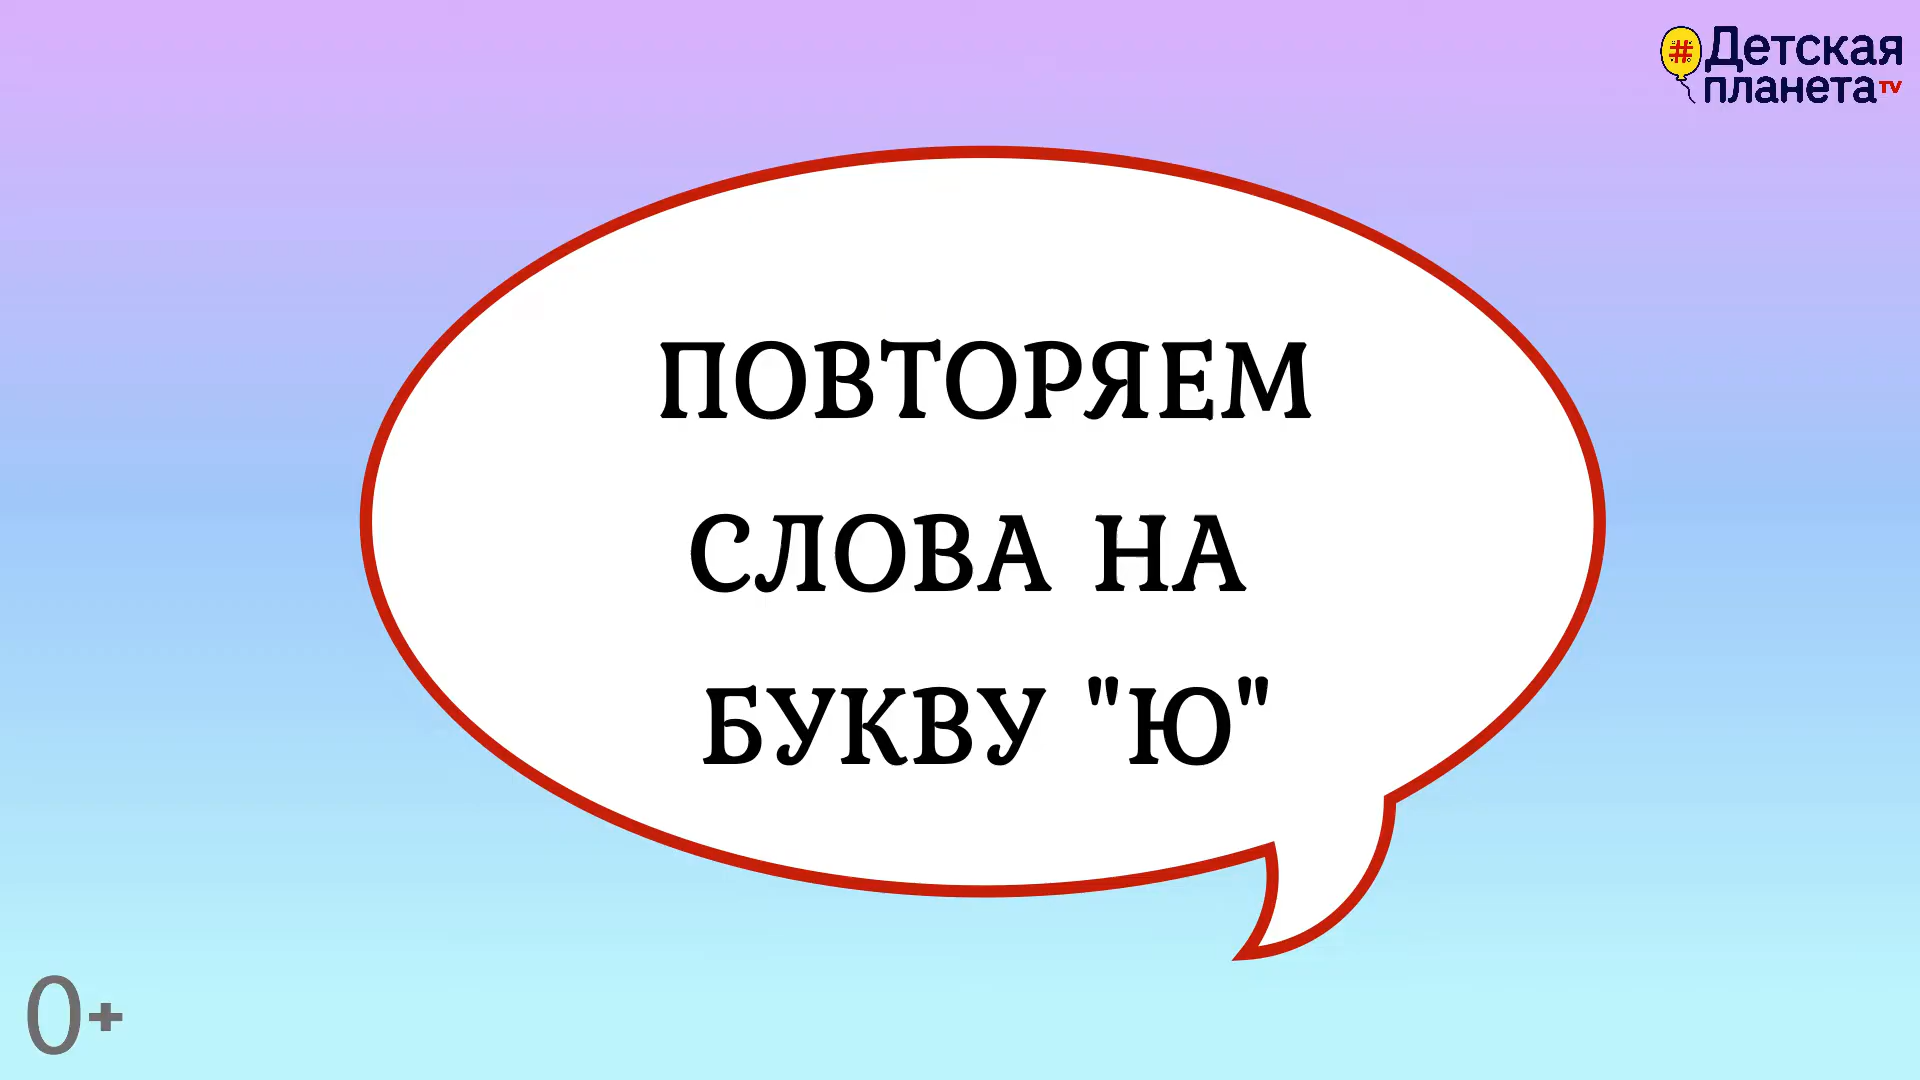 #Детская
планета TV
ПОВТОРЯЕМ
СЛОВА НА
БУКВУ "Ю"
0+